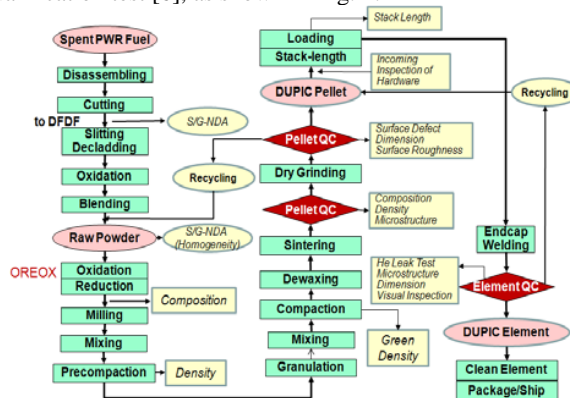 Stack Length
Spent PWR Fuel
Disassembling
Cutting
to DFDF
S/G-NDA
Slitting
Decladding
Oxidation
Recycling
Blending
Raw Powder
S/G-NDA
(Homogeneity)
OREOX
Oxidation
Reduction
Composition
Milling
Mixing
Precompaction
Density
Loading
Stack-length
Incoming
Inspection of
Hardware
DUPIC Pellet
Recycling
Pellet QC
Surface Defect
Dimension
Surface Roughness
Dry Grinding
Pellet QC
Composition
Density
Microstructure
Sintering
Dewaxing
Compaction
Green
Density
Mixing
Granulation
Endcap
Welding
He Leak Test
Microstructure
Dimension
Visual Inspection
Element QC
DUPIC Element
Clean Element
Package/Ship